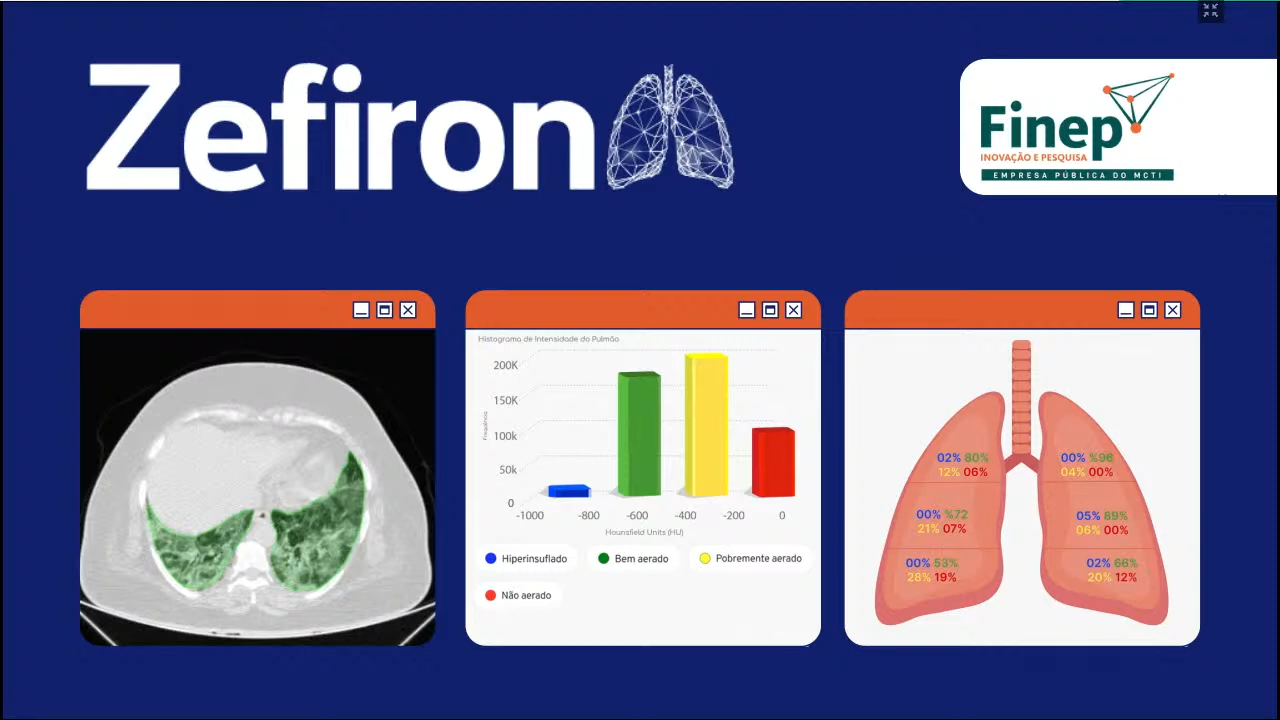 Zefiron
Finep
INOVAÇÃO E PESQUISA
EMPRESA PÚBLICA DO MCTI
Histograma de Intensidade do Pulmão
200K
150K
100k
50k
0
Frequência
-1000 -800 -600 -400 -200 0
Hounsfield Units (HU)
Hiperinsuflado
Bem aerado
Pobremente aerado
Não aerado
02% 80%
12% 06%
00% %72
21% 07%
00% 53%
28% 19%
00% %96
04% 00%
05% 89%
06% 00%
02% 66%
20% 12%